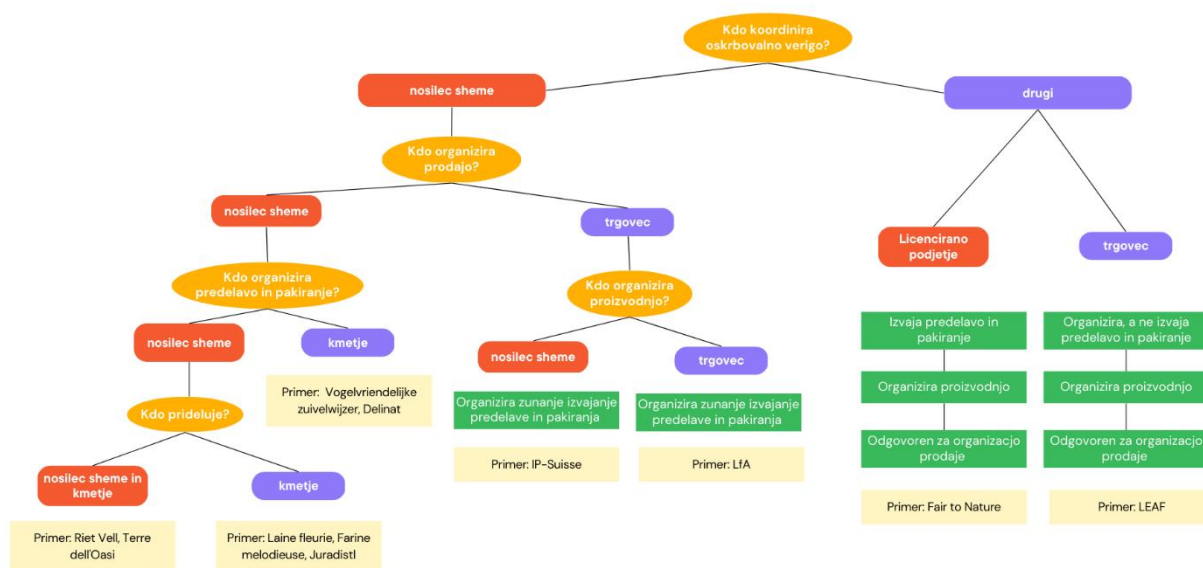 Kdo koordinira
oskrbovalno verigo?
nosilec sheme
drugi
Kdo organizira
prodajo?
nosilec sheme
trgovec
Licencirano
podjetje
trgovec
Kdo organizira
predelavo in pakiranje?
Kdo organizira
proizvodnjo?
nosilec sheme
kmetje
nosilec sheme
trgovec
Izvaja predelavo in
pakiranje
Organizira, a ne izvaja
predelavo in pakiranje
Primer: Vogelvriendelijke
zuivelwijzer, Delinat
Organizira zunanje izvajanje
predelave in pakiranja
Organizira zunanje izvajanje
predelave in pakiranja
Organizira proizvodnjo
Organizira proizvodnjo
Kdo prideluje?
Primer: IP-Suisse
Primer: LfA
Odgovoren za organizacjo
prodaje
Odgovoren za organizacjo
prodaje
nosilec sheme in
kmetje
kmetje
Primer: Fair to Nature
Primer: LEAF
Primer: Riet Vell, Terre
dell'Oasi
Primer: Laine fleurie, Farine
melodieuse, Juradistl